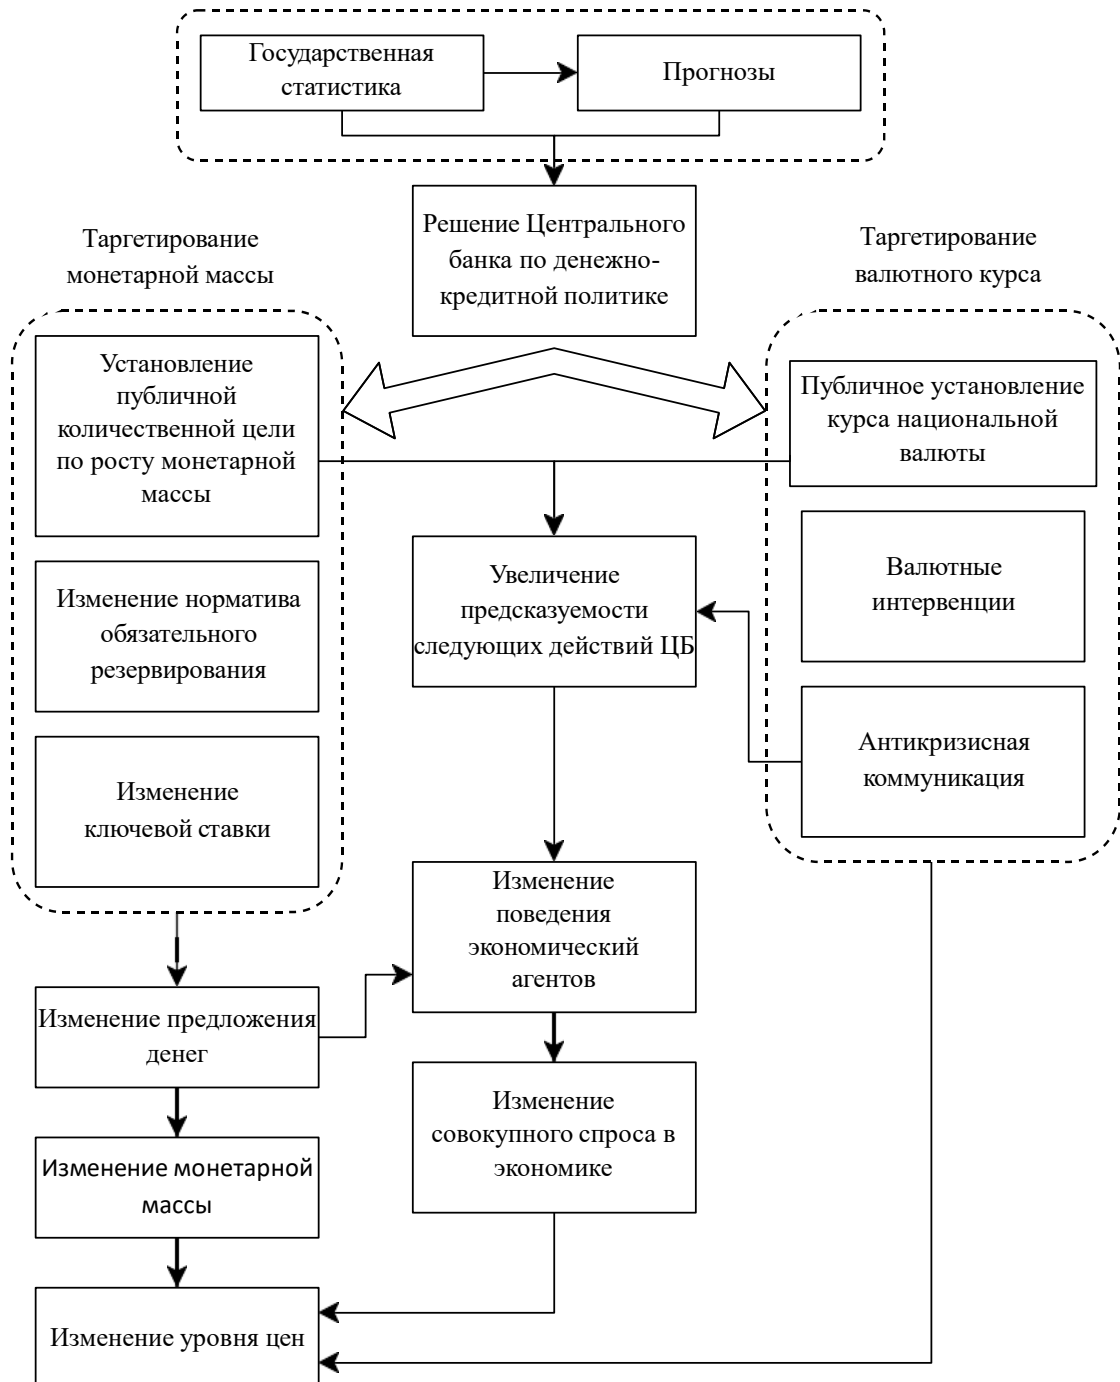 Государственная
статистика
Прогнозы
Решение Центрального
банка по денежно-
кредитной политике
Таргетирование
монетарной массы
Таргетирование
валютного курса
Установление
публичной
количественной цели
по росту монетарной
массы
Публичное установление
курса национальной
валюты
Изменение норматива
обязательного
резервирования
Увеличение
предсказуемости
следующих действий ЦБ
Валютные
интервенции
Изменение
ключевой ставки
Антикризисная
коммуникация
Изменение
поведения
экономический
агентов
Изменение предложения
денег
Изменение
совокупного спроса в
экономике
Изменение монетарной
массы
Изменение уровня цен